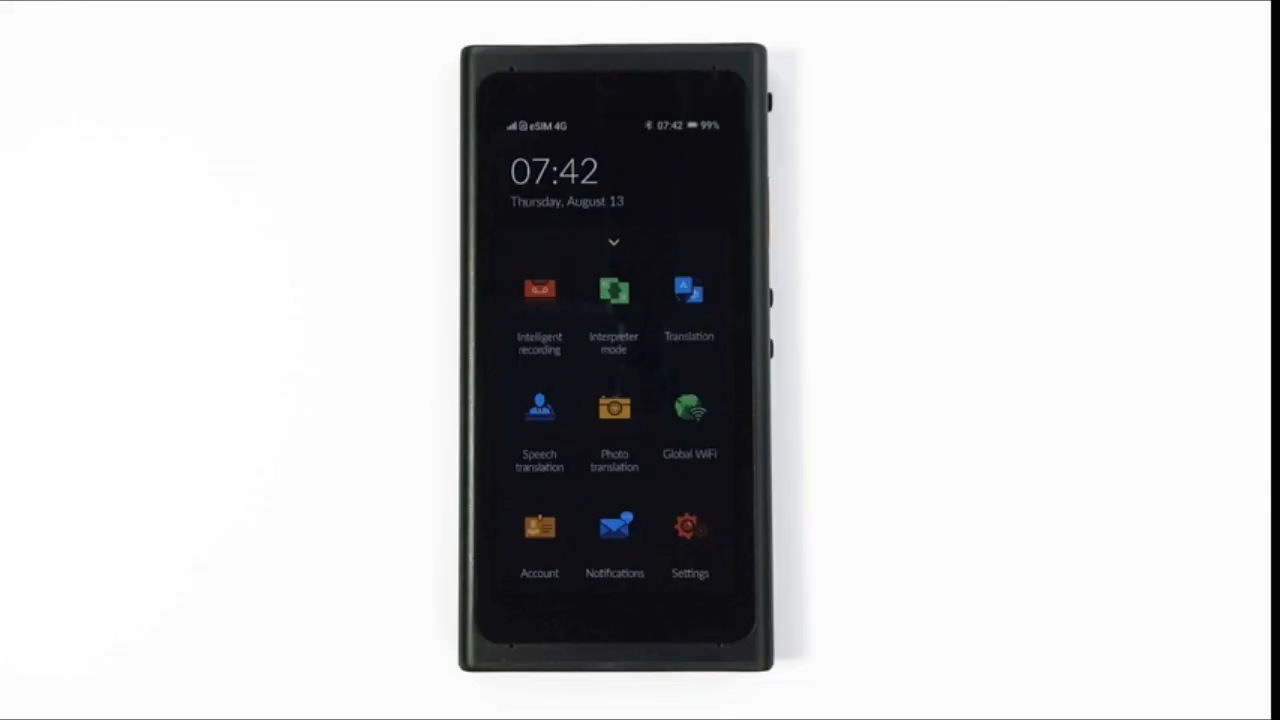 eSIM 4G 07:42 99%
07:42
Thursday, August 13
Intelligent recording
Interpreter mode
Translation
Speech translation
Photo translation
Global WiFi
Account
Notifications
Settings